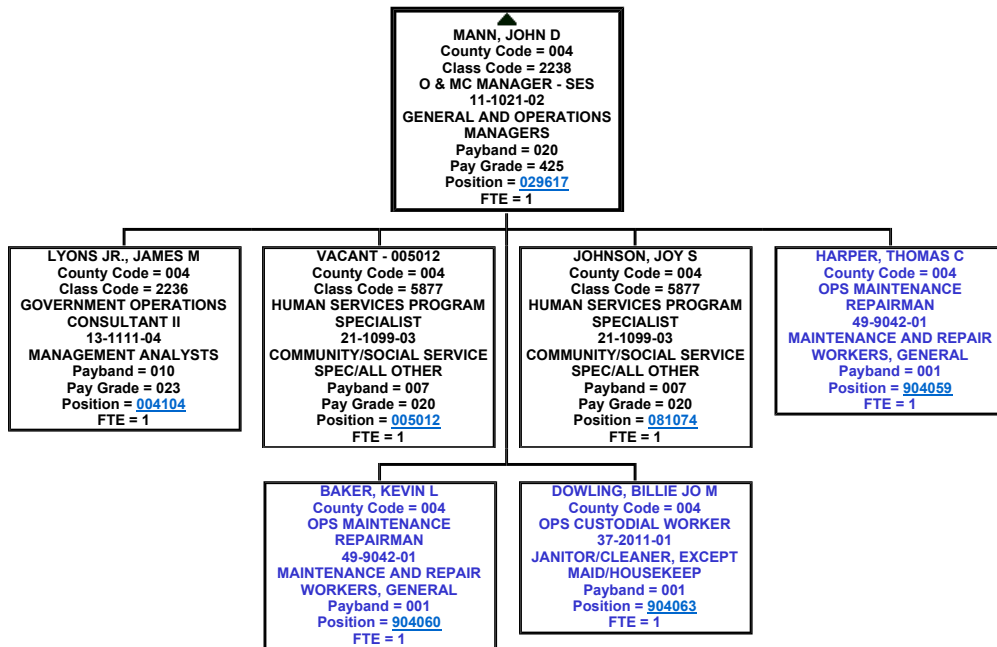 MANN, JOHN D
County Code = 004
Class Code = 2238
O & MC MANAGER - SES
11-1021-02
GENERAL AND OPERATIONS
MANAGERS
Payband = 020
Pay Grade = 425
Position = 029617
FTE = 1
LYONS JR., JAMES M
County Code = 004
Class Code = 2236
GOVERNMENT OPERATIONS
CONSULTANT II
13-1111-04
MANAGEMENT ANALYSTS
Payband = 010
Pay Grade = 023
Position = 004104
FTE = 1
VACANT - 005012
County Code = 004
Class Code = 5877
HUMAN SERVICES PROGRAM
SPECIALIST
21-1099-03
COMMUNITY/SOCIAL SERVICE
SPEC/ALL OTHER
Payband = 007
Pay Grade = 020
Position = 005012
FTE = 1
JOHNSON, JOY S
County Code = 004
Class Code = 5877
HUMAN SERVICES PROGRAM
SPECIALIST
21-1099-03
COMMUNITY/SOCIAL SERVICE
SPEC/ALL OTHER
Payband = 007
Pay Grade = 020
Position = 081074
FTE = 1
HARPER, THOMAS C
County Code = 004
OPS MAINTENANCE
REPAIRMAN
49-9042-01
MAINTENANCE AND REPAIR
WORKERS, GENERAL
Payband = 001
Position = 904059
FTE = 1
BAKER, KEVIN L
County Code = 004
OPS MAINTENANCE
REPAIRMAN
49-9042-01
MAINTENANCE AND REPAIR
WORKERS, GENERAL
Payband = 001
Position = 904060
FTE = 1
DOWLING, BILLIE JO M
County Code = 004
OPS CUSTODIAL WORKER
37-2011-01
JANITOR/CLEANER, EXCEPT
MAID/HOUSEKEEP
Payband = 001
Position = 904063
FTE = 1